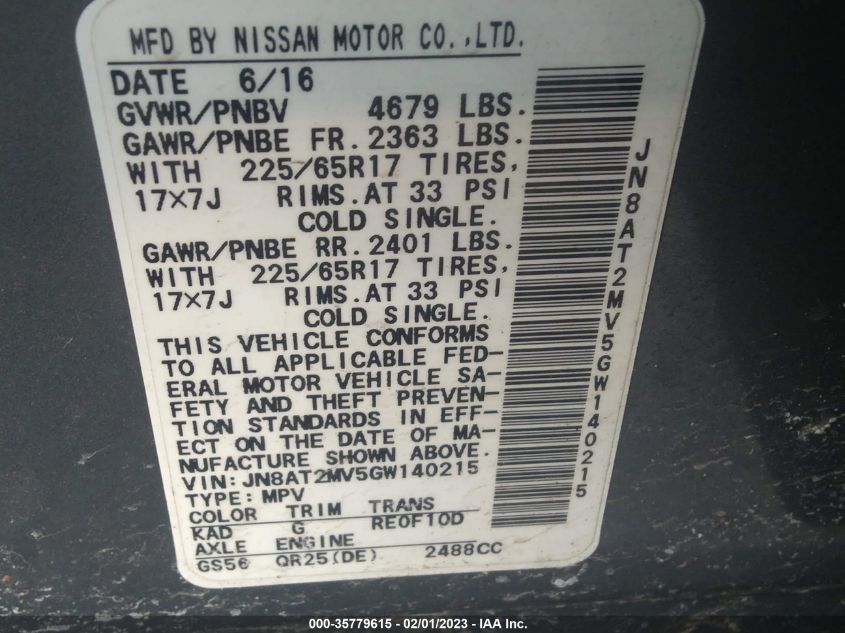 MFD BY NISSAN MOTOR CO.,LTD.
DATE 6/16
GVWR/PNBV 4679 LBS.
GAWR/PNBE FR. 2363 LBS.
WITH 225/65R17 TIRES,
17×7J RIMS.AT 33 PSI
COLD SINGLE.
GAWR/PNBE RR. 2401 LBS.
WITH 225/65R17 TIRES,
17×7J RIMS.AT 33 PSI
COLD SINGLE.
THIS VEHICLE CONFORMS
TO ALL APPLICABLE FED-
ERAL MOTOR VEHICLE SA-
FETY AND THEFT PREVEN-
TION STANDARDS IN EFF-
ECT ON THE DATE OF MA-
NUFACTURE SHOWN ABOVE.
VIN: JN8AT2MV5GW140215
TYPE: MPV
COLOR TRIM TRANS
KAD G RE0F10D
AXLE ENGINE
GS56 QR25(DE) 2488CC
JN8AT2MV5GW140215
000-35779615 - 02/01/2023 - © IAA Inc.